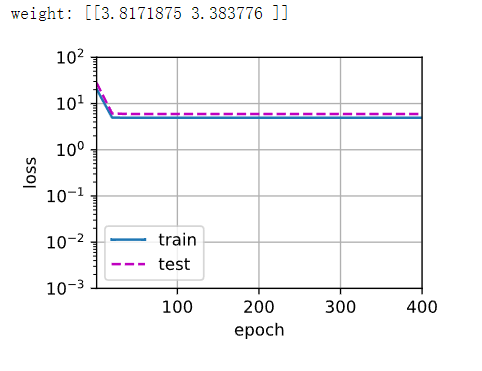 weight: [[3.8171875 3.383776 ]]
10²
10¹
10⁰
10⁻¹
10⁻²
10⁻³
loss
train
test
100 200 300 400
epoch